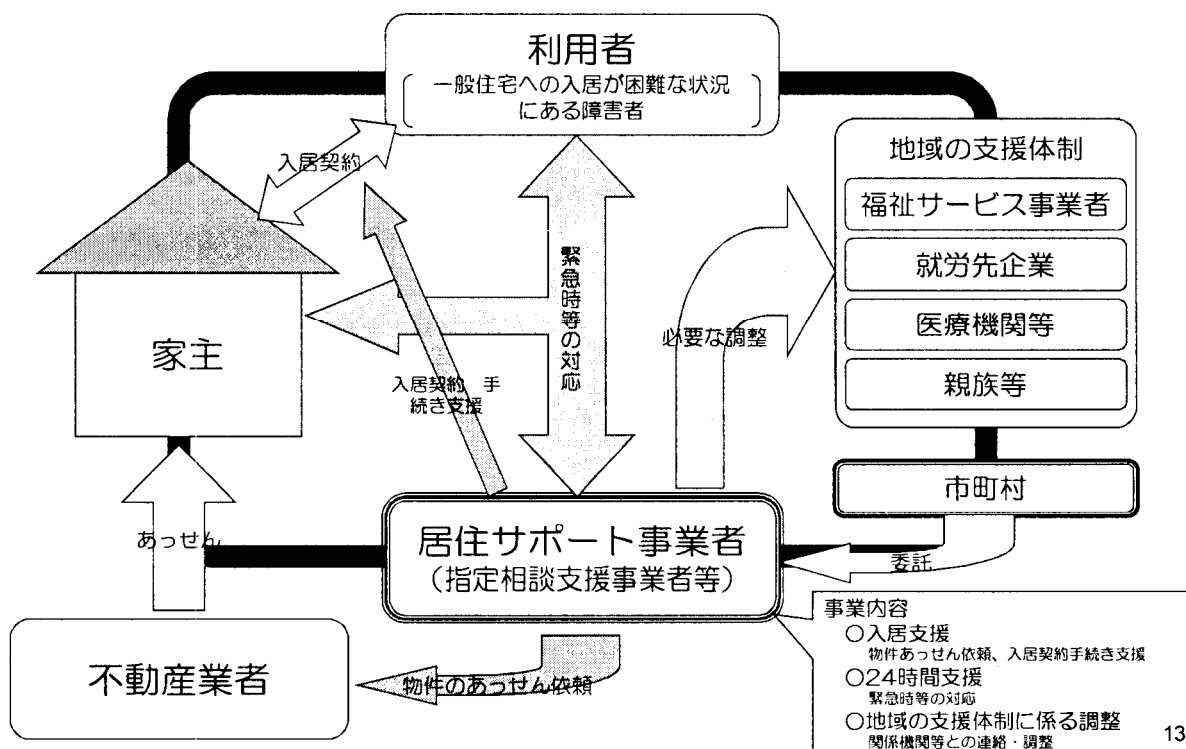 利用者
一般住宅への入居が困難な状況
にある障害者
入居契約
地域の支援体制
福祉サービス事業者
就労先企業
医療機関等
親族等
緊急時等の対応
必要な調整
家主
入居契約 手
続き支援
市町村
あっせん
居住サポート事業者
(指定相談支援事業者等)
委託
不動産業者
物件のあっせん依頼
事業内容
○入居支援
物件あっせん依頼、入居契約手続き支援
○24時間支援
緊急時等の対応
○地域の支援体制に係る調整
関係機関等との連絡・調整
13